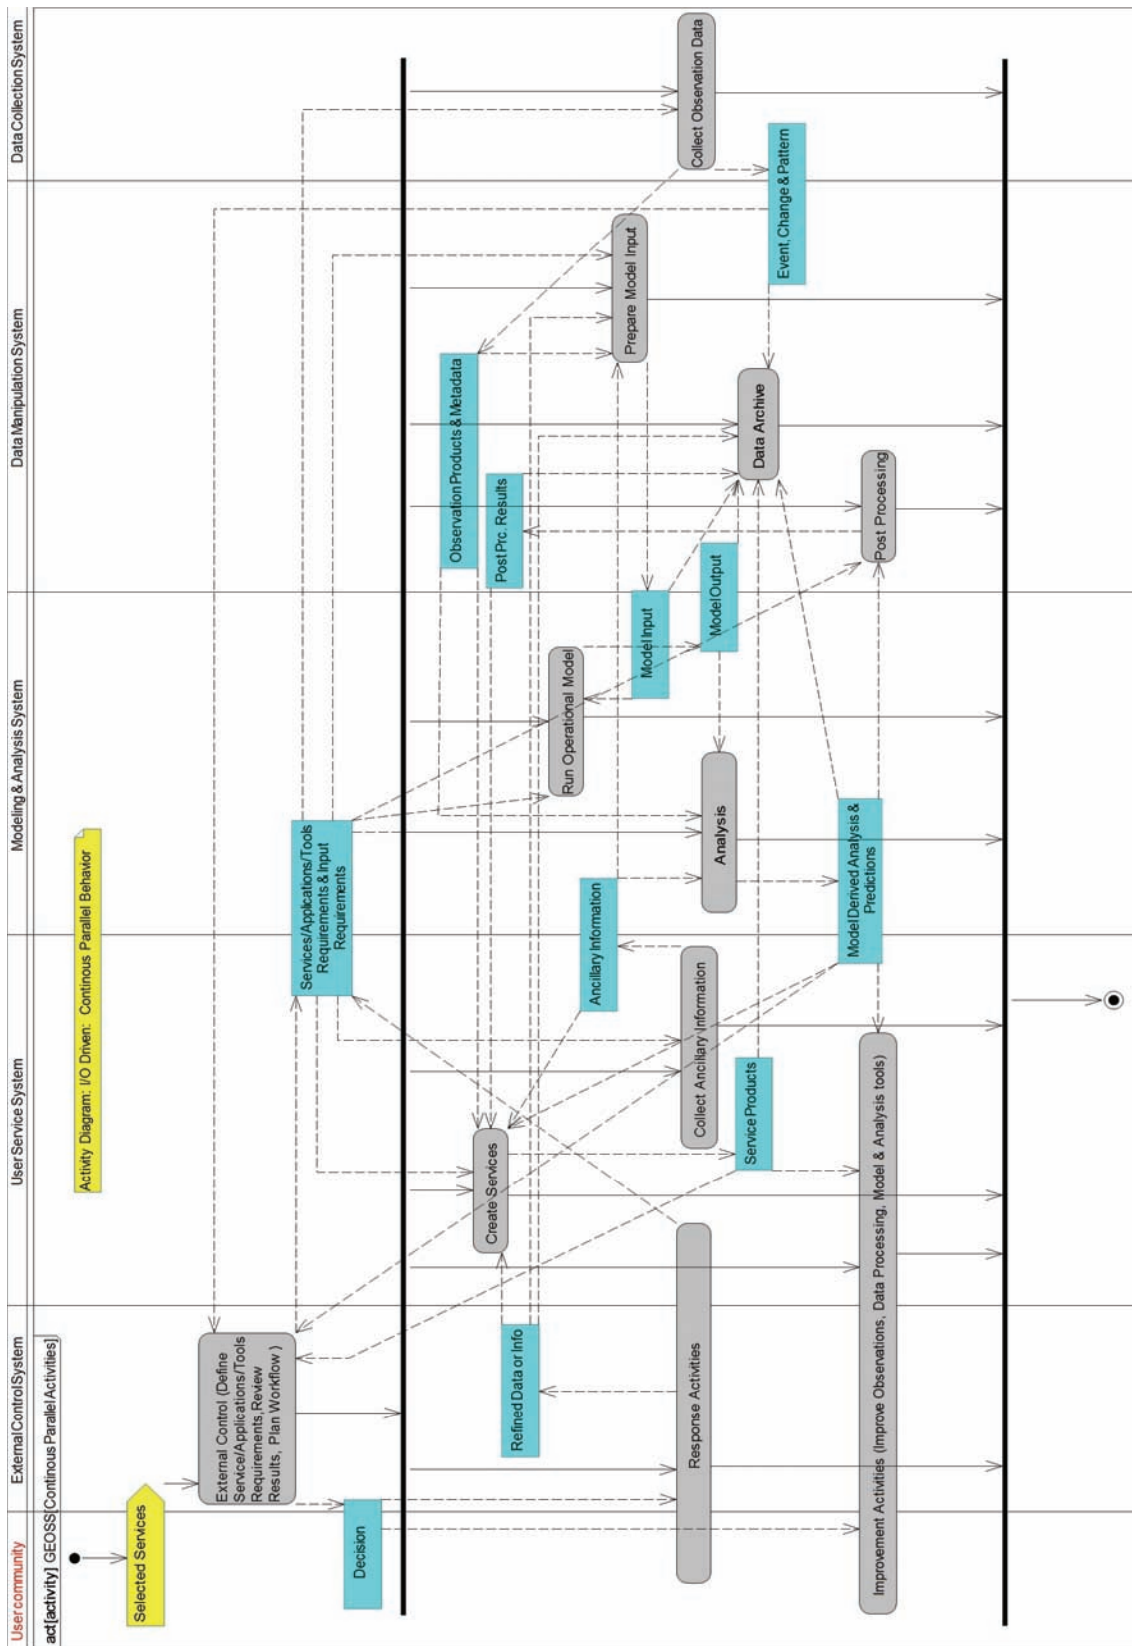 User community
External Control System
User Service System
Modeling & Analysis System
Data Manipulation System
Data Collection System
act[activity] GEOSS[Continous Parallel Activities]
Activity Diagram: I/O Driven: Continous Parallel Behavior
Selected Services
External Control (Define
Service/Applications/Tools
Requirements, Review
Results, Plan Workflow )
Services/Applications/Tools
Requirements & Input
Requirements
Decision
Observation Products & Metadata
Create Services
Post Prc. Results
Refined Data or Info
Run Operational Model
Ancillary Information
Prepare Model Input
Model Input
Response Activities
Collect Ancillary Information
Collect Observation Data
Analysis
Model Output
Service Products
Data Archive
Event, Change & Pattern
Model Derived Analysis &
Predictions
Improvement Activities (Improve Observations, Data Processing, Model & Analysis tools)
Post Processing